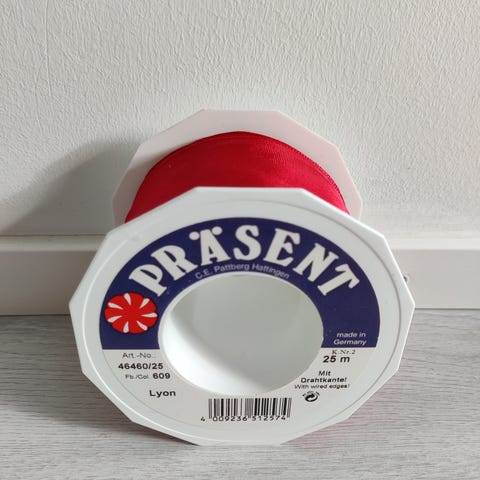 PRÄSENT
C.E. Pattberg Hattingen
made in
Germany
Art.-No.:
46460/25
Fb./Col. 609
Lyon
K.Nr.2
25 m
Mit
Drahtkante!
With wired edges!
4 009236 512574